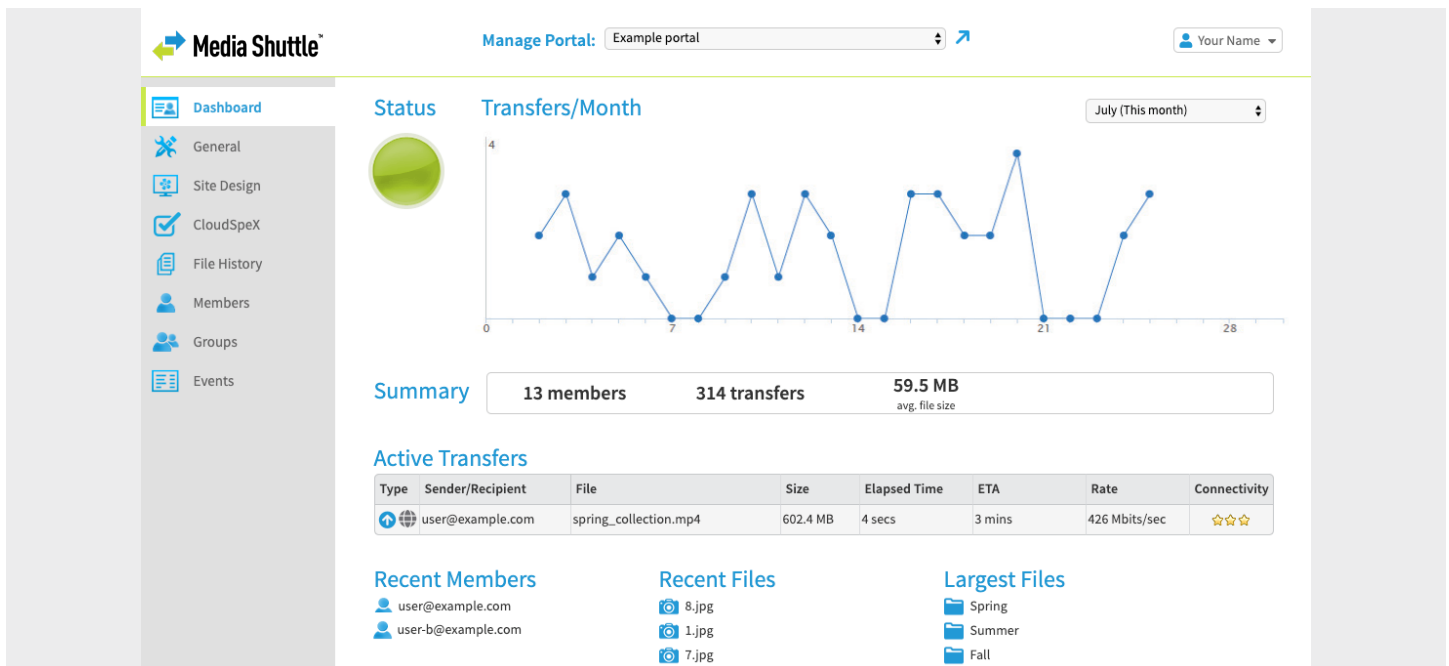 Media Shuttle™
Manage Portal: Example portal
Your Name
Dashboard
General
Site Design
CloudSpeX
File History
Members
Groups
Events
Status
Transfers/Month
July (This month)
4
0 7 14 21 28
Summary
13 members 314 transfers 59.5 MB
avg. file size
Active Transfers
Type Sender/Recipient File Size Elapsed Time ETA Rate Connectivity
user@example.com spring_collection.mp4 602.4 MB 4 secs 3 mins 426 Mbits/sec
Recent Members Recent Files Largest Files
user@example.com 8.jpg Spring
user-b@example.com 1.jpg Summer
7.jpg Fall